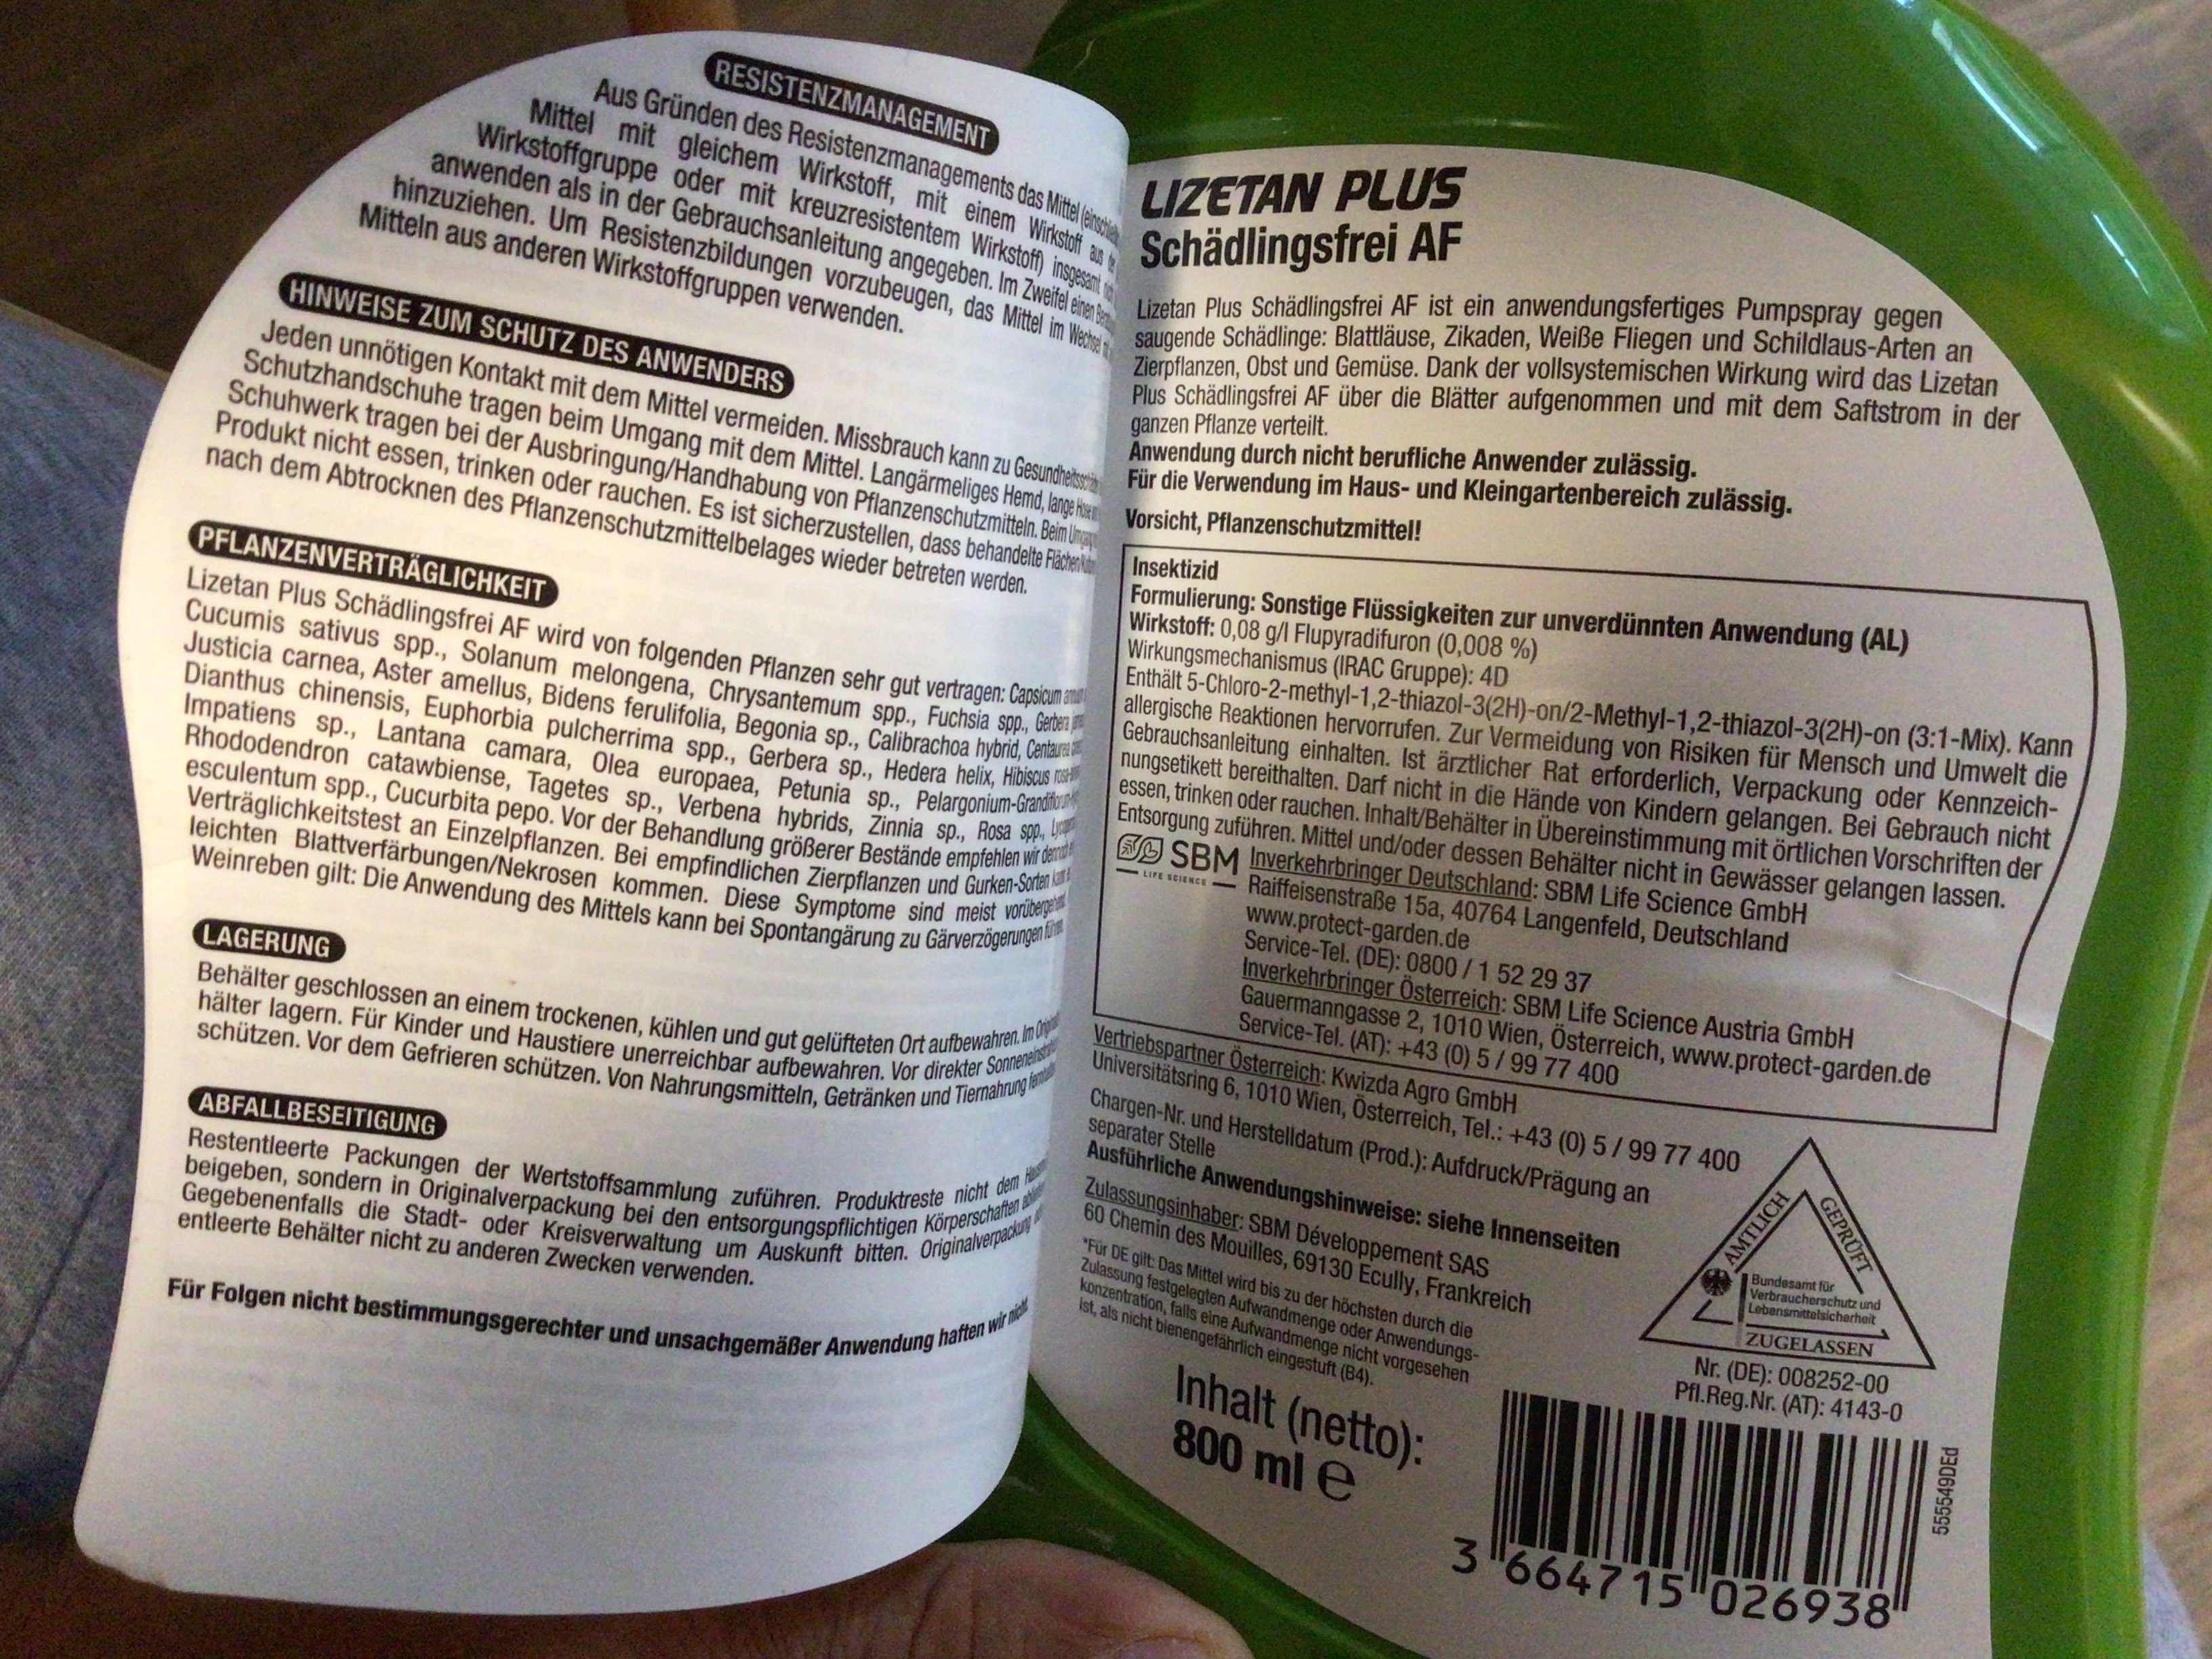 RESISTENZMANAGEMENT
Aus Gründen des Resistenzmanagements das Mittel
Mittel mit gleichem Wirkstoff, mit einem Wirkstoff aus
Wirkstoffgruppe oder mit kreuzresistentem Wirkstoff) insgesamt
anwenden als in der Gebrauchsanleitung angegeben. Im Zweifel einen
hinzuziehen. Um Resistenzbildungen vorzubeugen, das Mittel im Wechsel
Mitteln aus anderen Wirkstoffgruppen verwenden.
HINWEISE ZUM SCHUTZ DES ANWENDERS
Jeden unnötigen Kontakt mit dem Mittel vermeiden. Missbrauch kann zu
Schutzhandschuhe tragen beim Umgang mit dem Mittel. Langärmeliges Hemd, lange Hose
Schuhwerk tragen bei der Ausbringung/Handhabung von Pflanzenschutzmitteln. Beim
Produkt nicht essen, trinken oder rauchen. Es ist sicherzustellen, dass behandelte
nach dem Abtrocknen des Pflanzenschutzmittelbelages wieder betreten werden.
PFLANZENVERTRÄGLICHKEIT
Lizetan Plus Schädlingsfrei AF wird von folgenden Pflanzen sehr gut vertragen: Capsicum
Cucumis sativus spp., Solanum melongena, Chrysantemum spp., Fuchsia spp., Gerbera
Justicia carnea, Aster amellus, Bidens ferulifolia, Begonia sp., Calibrachoa hybrid, Centaurea
Dianthus chinensis, Euphorbia pulcherrima spp., Gerbera sp., Hedera helix, Hibiscus
Impatiens sp., Lantana camara, Olea europaea, Petunia sp.,
Rhododendron catawbiense, Tagetes sp., Verbena hybrids, Zinnia sp., Rosa spp.,
esculentum spp., Cucurbita pepo. Vor der Behandlung größerer Bestände empfehlen wir
Verträglichkeitstest an Einzelpflanzen. Bei empfindlichen Zierpflanzen und Gurken-Sorten
leichten Blattverfärbungen/Nekrosen kommen. Diese Symptome sind meist
Weinreben gilt: Die Anwendung des Mittels kann bei Spontangärung zu Gärverzögerungen
LAGERUNG
Behälter geschlossen an einem trockenen, kühlen und gut gelüfteten Ort aufbewahren. Im
hälter lagern. Für Kinder und Haustiere unerreichbar aufbewahren. Vor direkter
schützen. Vor dem Gefrieren schützen. Von Nahrungsmitteln, Getränken und Tiernahrung
ABFALLBESEITIGUNG
Restentleerte Packungen der Wertstoffsammlung zuführen. Produktreste nicht dem
beigeben, sondern in Originalverpackung bei den entsorgungspflichtigen Körperschaften
Gegebenenfalls die Stadt- oder Kreisverwaltung um Auskunft bitten. Originalverpackung
entleerte Behälter nicht zu anderen Zwecken verwenden.
Für Folgen nicht bestimmungsgerechter und unsachgemäßer Anwendung haften wir nicht.
LIZETAN PLUS
Schädlingsfrei AF
Lizetan Plus Schädlingsfrei AF ist ein anwendungsfertiges Pumpspray gegen
saugende Schädlinge: Blattläuse, Zikaden, Weiße Fliegen und Schildlaus-Arten an
Zierpflanzen, Obst und Gemüse. Dank der vollsystemischen Wirkung wird das Lizetan
Plus Schädlingsfrei AF über die Blätter aufgenommen und mit dem Saftstrom in der
ganzen Pflanze verteilt.
Anwendung durch nicht berufliche Anwender zulässig.
Für die Verwendung im Haus- und Kleingartenbereich zulässig.
Vorsicht, Pflanzenschutzmittel!
Insektizid
Formulierung: Sonstige Flüssigkeiten zur unverdünnten Anwendung (AL)
Wirkstoff: 0,08 g/l Flupyradifuron (0,008 %)
Wirkungsmechanismus (IRAC Gruppe): 4D
Enthält 5-Chloro-2-methyl-1,2-thiazol-3(2H)-on/2-Methyl-1,2-thiazol-3(2H)-on (3:1-Mix). Kann
allergische Reaktionen hervorrufen. Zur Vermeidung von Risiken für Mensch und Umwelt die
Gebrauchsanleitung einhalten. Ist ärztlicher Rat erforderlich, Verpackung oder Kennzeich-
nungsetikett bereithalten. Darf nicht in die Hände von Kindern gelangen. Bei Gebrauch nicht
essen, trinken oder rauchen. Inhalt/Behälter in Übereinstimmung mit örtlichen Vorschriften der
Entsorgung zuführen. Mittel und/oder dessen Behälter nicht in Gewässer gelangen lassen.
SBM
LIFE SCIENCE
Inverkehrbringer Deutschland: SBM Life Science GmbH
Raiffeisenstraße 15a, 40764 Langenfeld, Deutschland
www.protect-garden.de
Service-Tel. (DE): 0800 / 1 52 29 37
Inverkehrbringer Österreich: SBM Life Science Austria GmbH
Gauermanngasse 2, 1010 Wien, Österreich, www.protect-garden.de
Service-Tel. (AT): +43 (0) 5 / 99 77 400
Vertriebspartner Österreich: Kwizda Agro GmbH
Universitätsring 6, 1010 Wien, Österreich, Tel.: +43 (0) 5 / 99 77 400
Chargen-Nr. und Herstelldatum (Prod.): Aufdruck/Prägung an
separater Stelle
Ausführliche Anwendungshinweise: siehe Innenseiten
Zulassungsinhaber: SBM Développement SAS
60 Chemin des Mouilles, 69130 Ecully, Frankreich
*Für DE gilt: Das Mittel wird bis zu der höchsten durch die
Zulassung festgelegten Aufwandmenge oder Anwendungs-
konzentration, falls eine Aufwandmenge nicht vorgesehen
ist, als nicht bienengefährlich eingestuft (B4).
AMTLICH
GEPRÜFT
Bundesamt für
Verbraucherschutz und
Lebensmittelsicherheit
ZUGELASSEN
Nr. (DE): 008252-00
Pfl.Reg.Nr. (AT): 4143-0
Inhalt (netto):
800 ml e
555549DEd
3 664715 026938